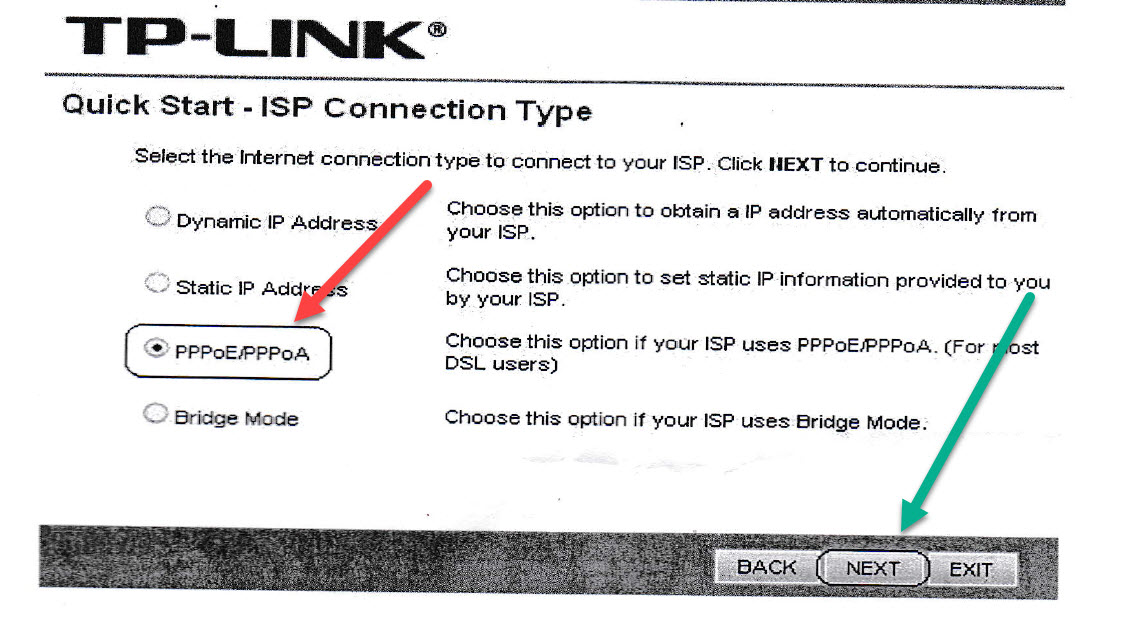 TP-LINK®
Quick Start - ISP Connection Type
Select the Internet connection type to connect to your ISP. Click NEXT to continue.
Dynamic IP Address
Choose this option to obtain a IP address automatically from
your ISP.
Static IP Address
Choose this option to set static IP information provided to you
by your ISP.
PPPoE/PPPoA
Choose this option if your ISP uses PPPoE/PPPoA. (For most
DSL users)
Bridge Mode
Choose this option if your ISP uses Bridge Mode.
BACK
NEXT
EXIT